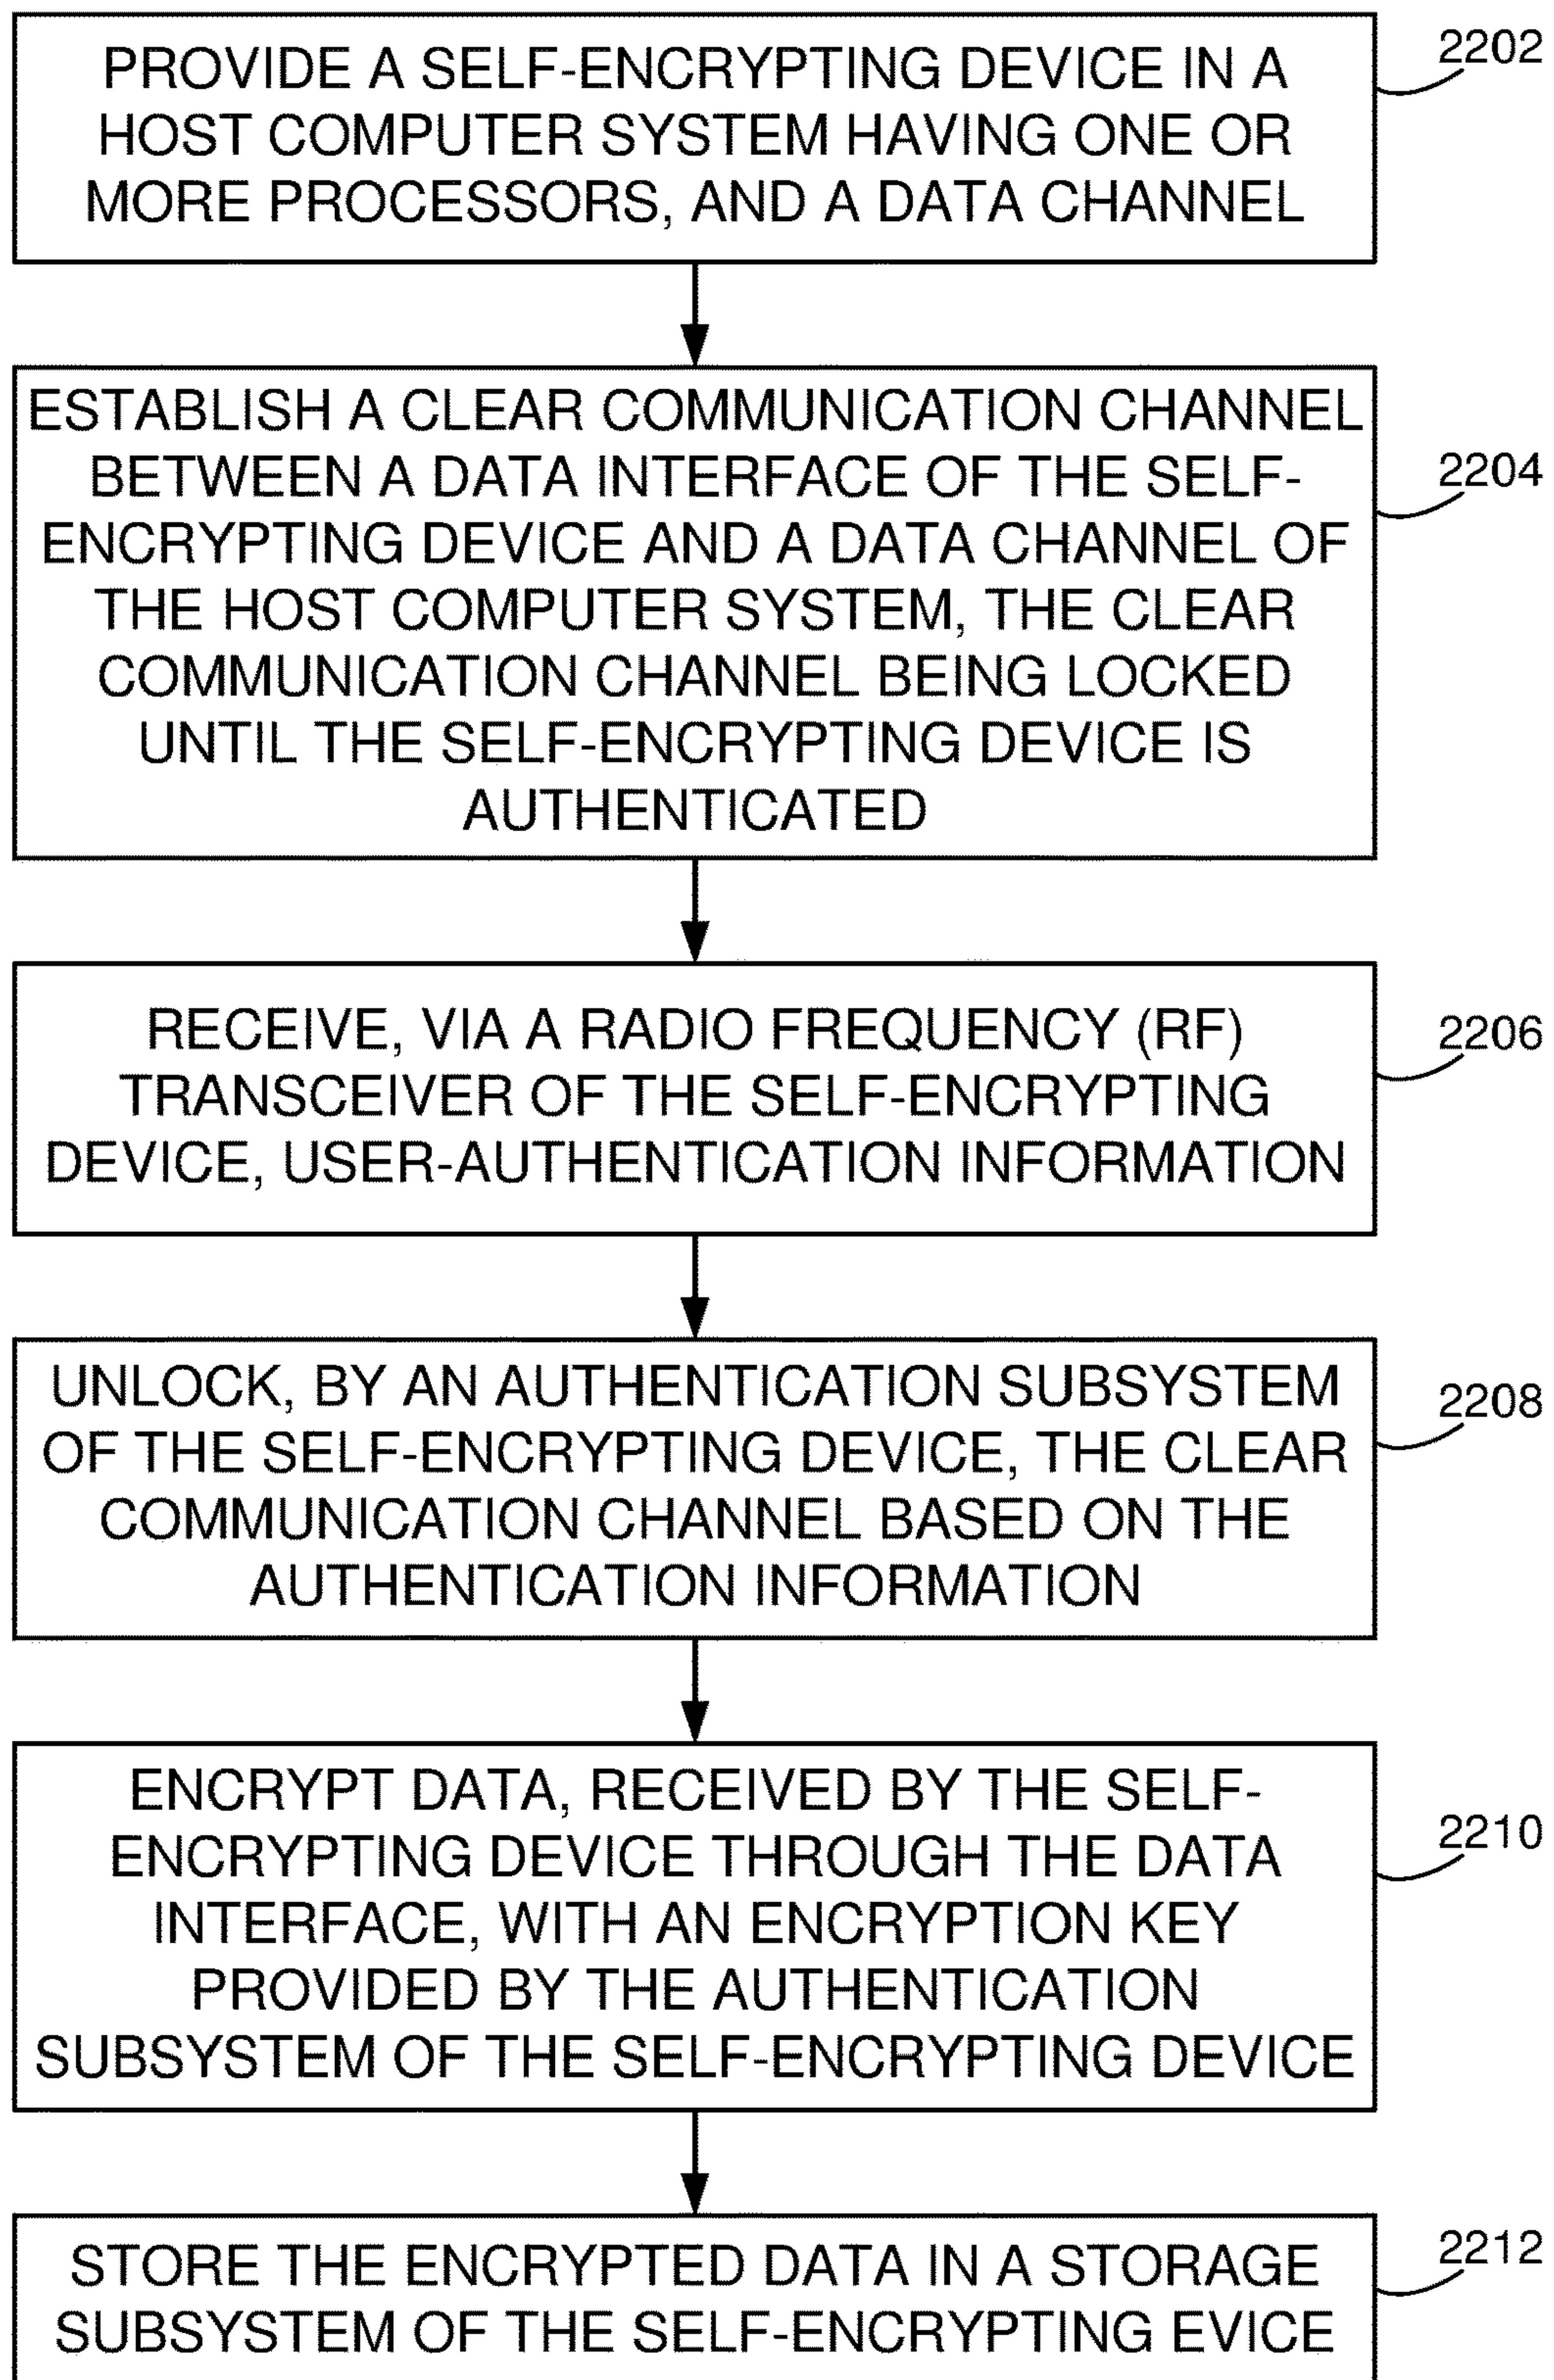 PROVIDE A SELF-ENCRYPTING DEVICE IN A
HOST COMPUTER SYSTEM HAVING ONE OR
MORE PROCESSORS, AND A DATA CHANNEL
2202
ESTABLISH A CLEAR COMMUNICATION CHANNEL
BETWEEN A DATA INTERFACE OF THE SELF-
ENCRYPTING DEVICE AND A DATA CHANNEL OF
THE HOST COMPUTER SYSTEM, THE CLEAR
COMMUNICATION CHANNEL BEING LOCKED
UNTIL THE SELF-ENCRYPTING DEVICE IS
AUTHENTICATED
2204
RECEIVE, VIA A RADIO FREQUENCY (RF)
TRANSCEIVER OF THE SELF-ENCRYPTING
DEVICE, USER-AUTHENTICATION INFORMATION
2206
UNLOCK, BY AN AUTHENTICATION SUBSYSTEM
OF THE SELF-ENCRYPTING DEVICE, THE CLEAR
COMMUNICATION CHANNEL BASED ON THE
AUTHENTICATION INFORMATION
2208
ENCRYPT DATA, RECEIVED BY THE SELF-
ENCRYPTING DEVICE THROUGH THE DATA
INTERFACE, WITH AN ENCRYPTION KEY
PROVIDED BY THE AUTHENTICATION
SUBSYSTEM OF THE SELF-ENCRYPTING DEVICE
2210
STORE THE ENCRYPTED DATA IN A STORAGE
SUBSYSTEM OF THE SELF-ENCRYPTING EVICE
2212